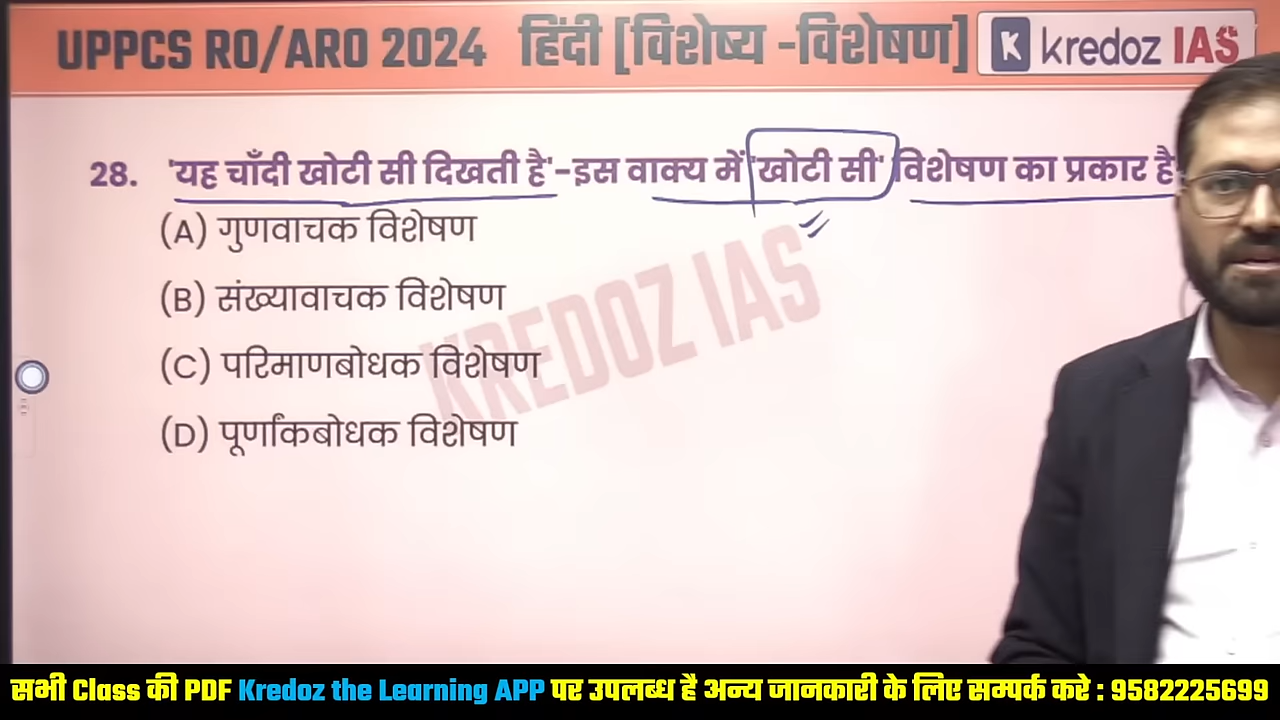 UPPCS RO/ARO 2024 हिंदी [विशेष्य -विशेषण]
kredoz IAS
28. 'यह चाँदी खोटी सी दिखती है'-इस वाक्य में 'खोटी सी' विशेषण का प्रकार है
(A) गुणवाचक विशेषण
(B) संख्यावाचक विशेषण
(C) परिमाणबोधक विशेषण
(D) पूर्णांकबोधक विशेषण
KREDOZ IAS
सभी Class की PDF Kredoz the Learning APP पर उपलब्ध है अन्य जानकारी के लिए सम्पर्क करे : 9582225699